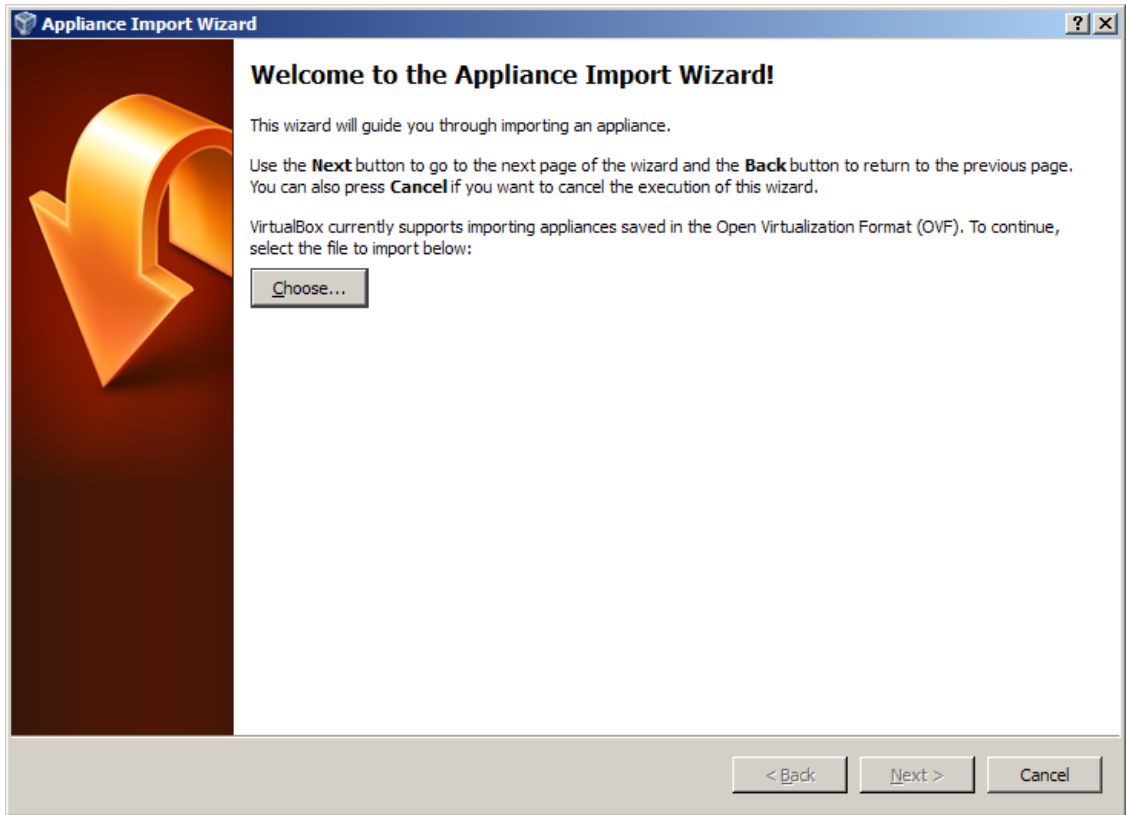 Appliance Import Wizard
Welcome to the Appliance Import Wizard!
This wizard will guide you through importing an appliance.
Use the Next button to go to the next page of the wizard and the Back button to return to the previous page.
You can also press Cancel if you want to cancel the execution of this wizard.
VirtualBox currently supports importing appliances saved in the Open Virtualization Format (OVF). To continue,
select the file to import below:
Choose...
< Back Next > Cancel